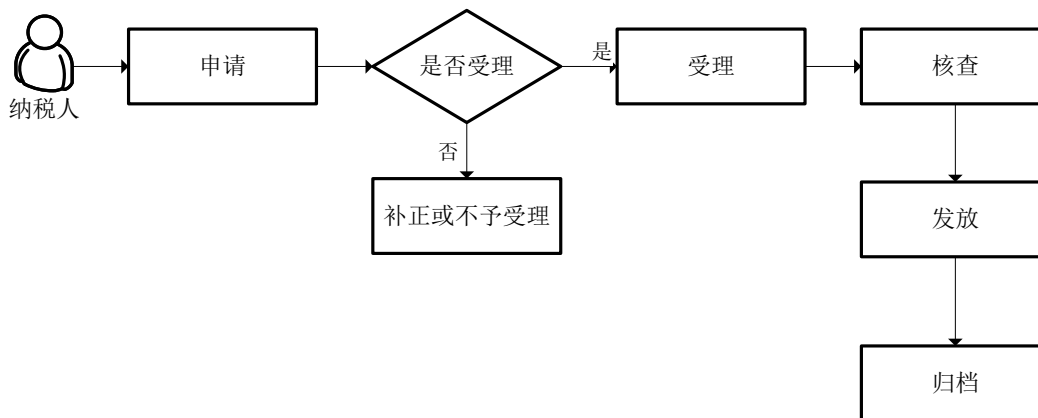 纳税人
申请
是否受理
是
受理
核查
否
补正或不予受理
发放
归档